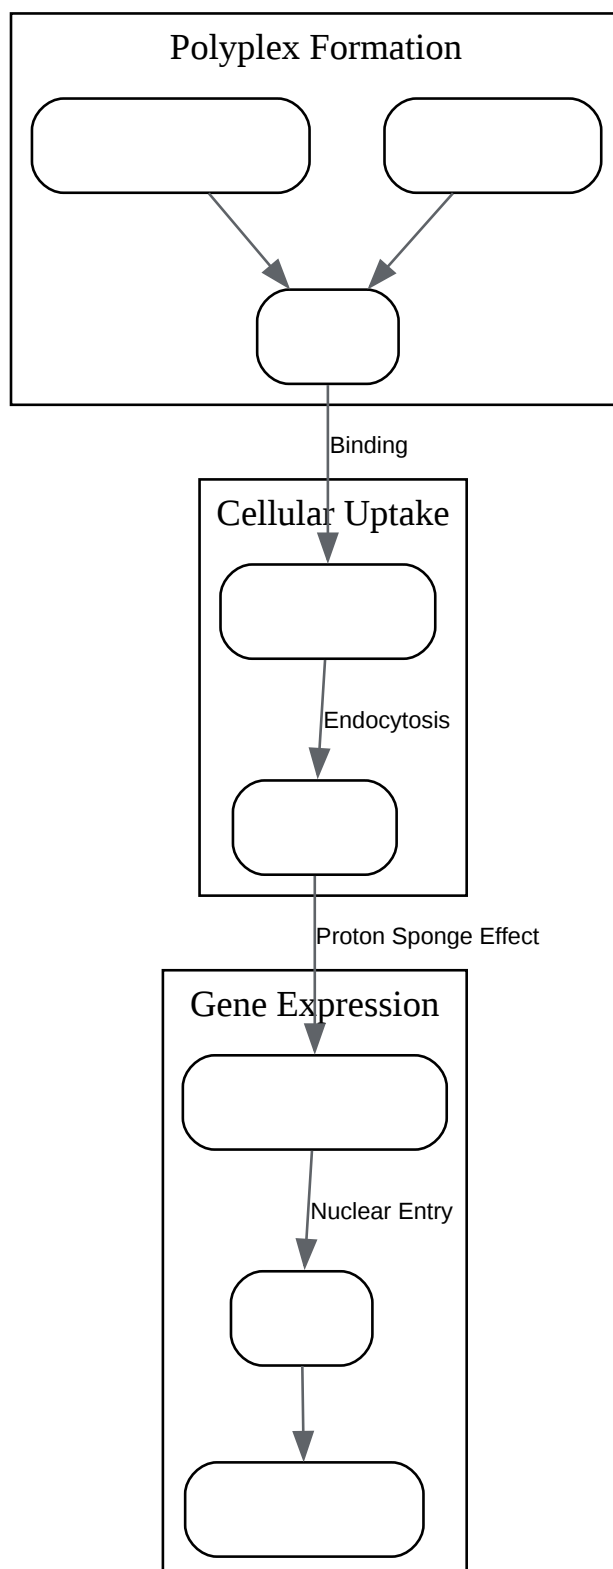 Polyplex Formation
Binding
Cellular Uptake
Endocytosis
Proton Sponge Effect
Gene Expression
Nuclear Entry